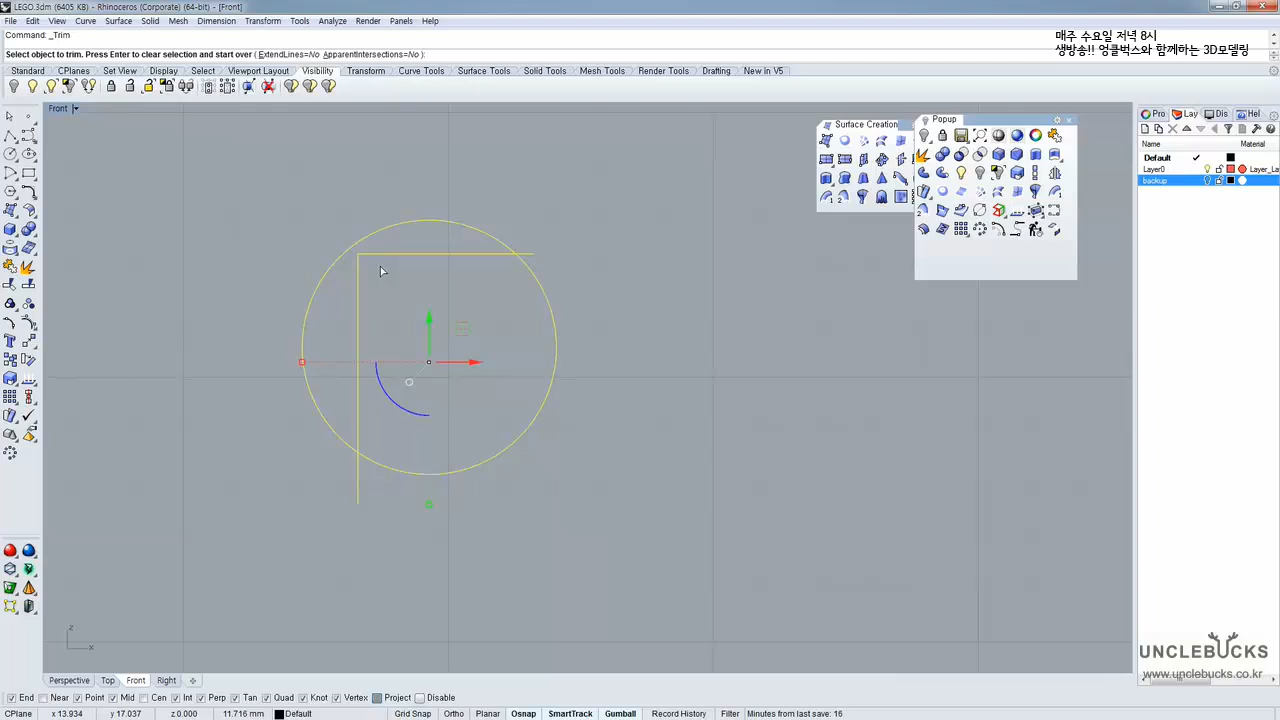 LEGO.3dm (6405 KB) - Rhinoceros (Corporate) (64-bit) - [Front]
File Edit View Curve Surface Solid Mesh Dimension Transform Tools Analyze Render Panels Help
Command: _Trim
Select object to trim. Press Enter to clear selection and start over ( ExtendLines=No ApparentIntersections=No ):
매주 수요일 저녁 8시
생방송!! 엉클벅스와 함께하는 3D모델링
Standard CPlanes Set View Display Select Viewport Layout Visibility Transform Curve Tools Surface Tools Solid Tools Mesh Tools Render Tools Drafting New in V5
Front
Surface Creation
Popup
Pro Lay Dis Hel
Name Material
Default
Layer0 Layer_La
backup
z
x
UNCLEBUCKS
www.unclebucks.co.kr
Perspective Top Front Right
End Near Point Mid Cen Int Perp Tan Quad Knot Vertex Project Disable
CPlane x 13.934 y 17.037 z 0.000 11.716 mm Default Grid Snap Ortho Planar Osnap SmartTrack Gumball Record History Filter Minutes from last save: 16